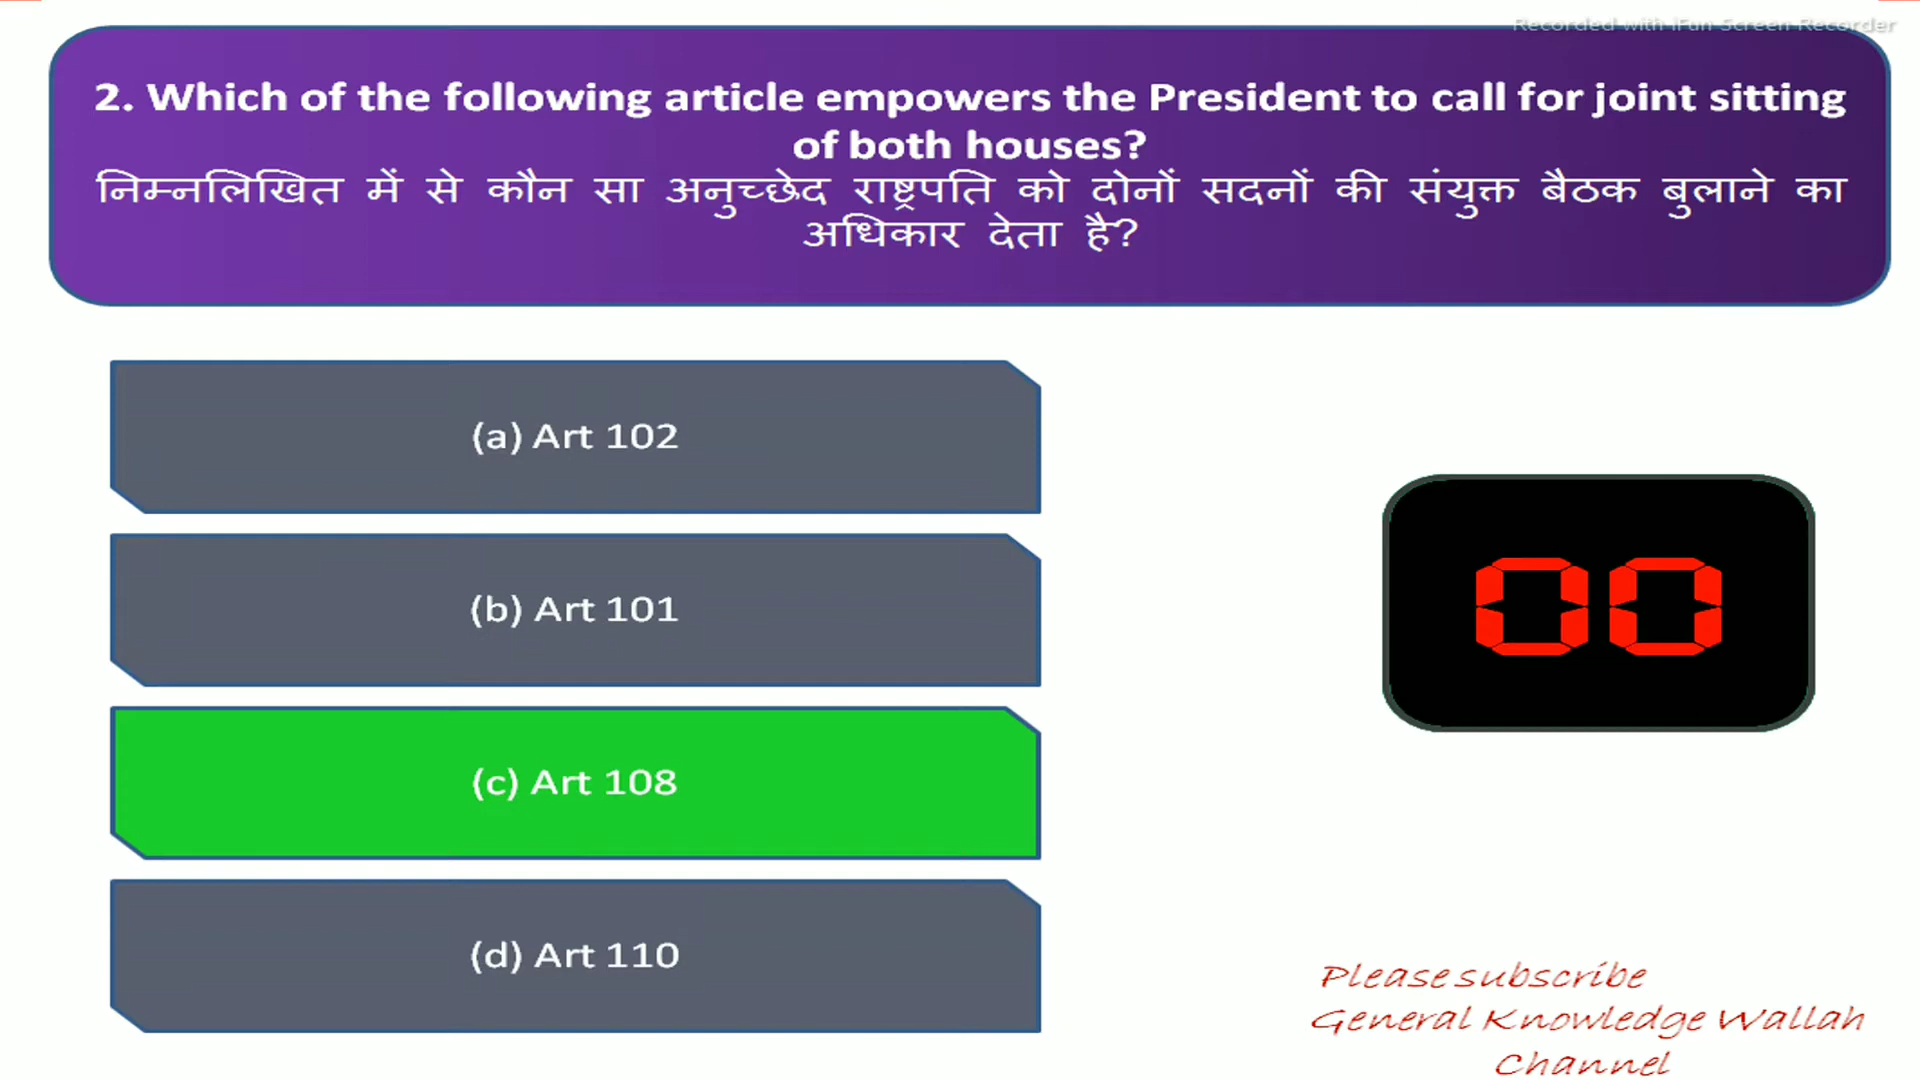 Recorded with iFun Screen Recorder
2. Which of the following article empowers the President to call for joint sitting
of both houses?
निम्नलिखित में से कौन सा अनुच्छेद राष्ट्रपति को दोनों सदनों की संयुक्त बैठक बुलाने का
अधिकार देता है?
(a) Art 102
(b) Art 101
(c) Art 108
(d) Art 110
00
Please subscribe
General Knowledge Wallah
Channel